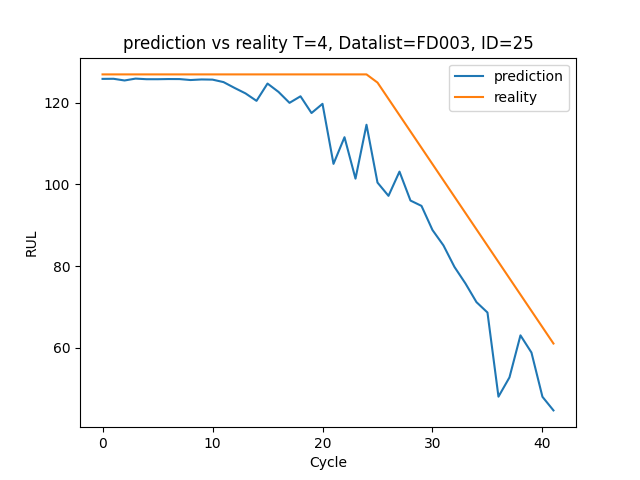 prediction vs reality T=4, Datalist=FD003, ID=25
prediction
reality
120
100
80
60
RUL
0 10 20 30 40
Cycle